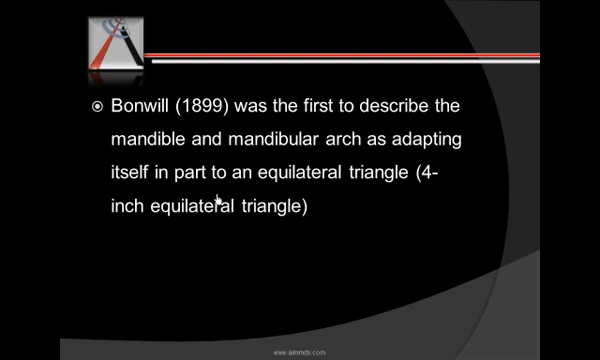 Bonwill (1899) was the first to describe the
mandible and mandibular arch as adapting
itself in part to an equilateral triangle (4-
inch equilateral triangle)
www.aimmds.com